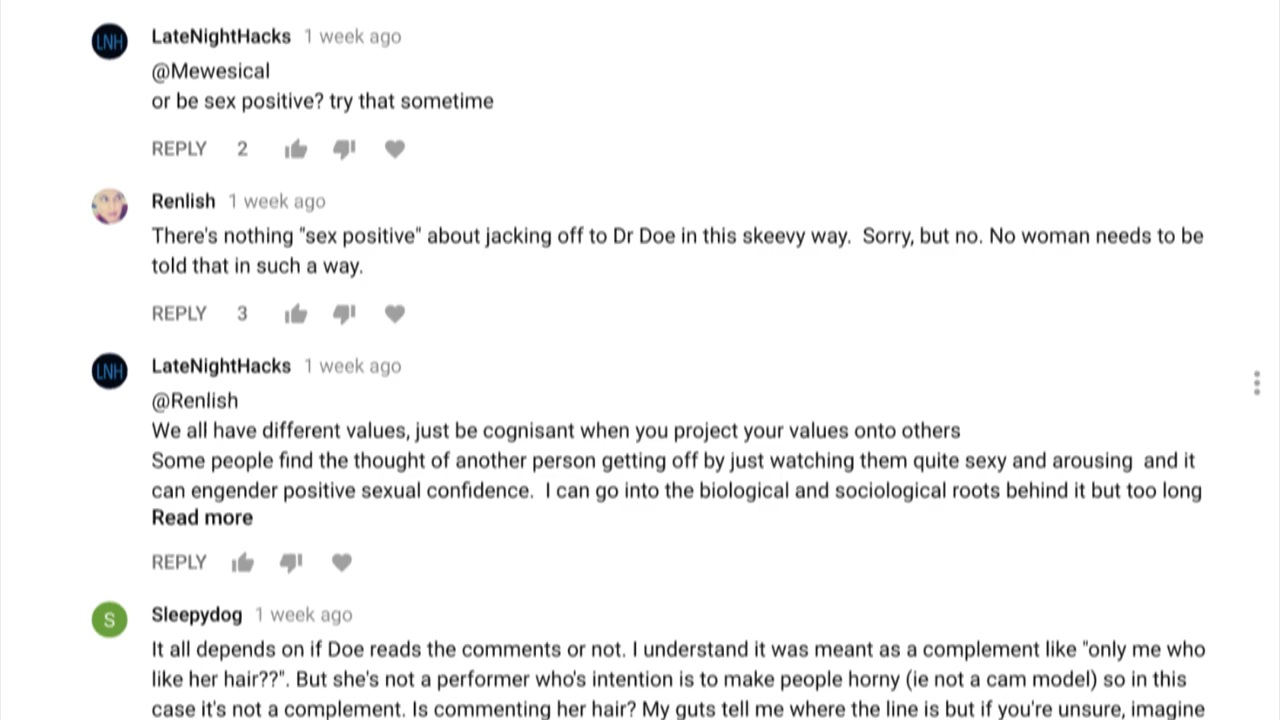 LNH
LateNightHacks 1 week ago
@Mewesical
or be sex positive? try that sometime
REPLY 2
Renlish 1 week ago
There's nothing "sex positive" about jacking off to Dr Doe in this skeevy way.  Sorry, but no. No woman needs to be
told that in such a way.
REPLY 3
LNH
LateNightHacks 1 week ago
@Renlish
We all have different values, just be cognisant when you project your values onto others
Some people find the thought of another person getting off by just watching them quite sexy and arousing  and it
can engender positive sexual confidence.  I can go into the biological and sociological roots behind it but too long
Read more
REPLY
S
Sleepydog 1 week ago
It all depends on if Doe reads the comments or not. I understand it was meant as a complement like "only me who
like her hair??". But she's not a performer who's intention is to make people horny (ie not a cam model) so in this
case it's not a complement. Is commenting her hair? My guts tell me where the line is but if you're unsure, imagine